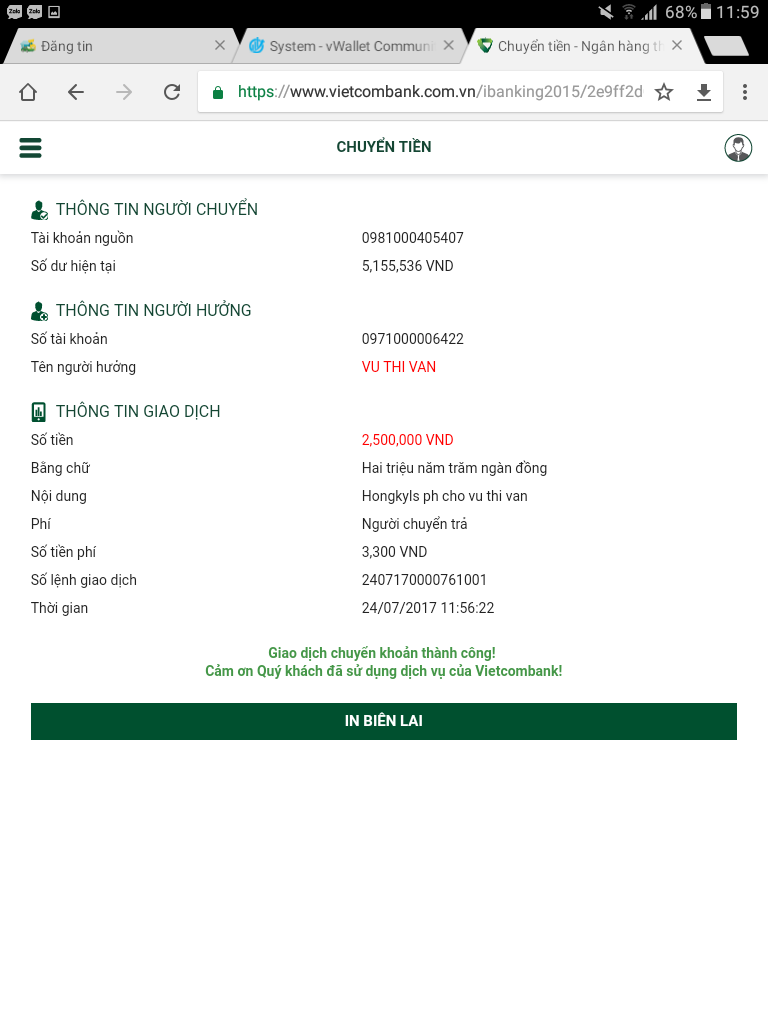 Zalo Zalo 68% 11:59
Đăng tin
System - vWallet Commun
Chuyển tiền - Ngân hàng th
https://www.vietcombank.com.vn/ibanking2015/2e9ff2d
CHUYỂN TIỀN
THÔNG TIN NGƯỜI CHUYỂN
Tài khoản nguồn 0981000405407
Số dư hiện tại 5,155,536 VND
THÔNG TIN NGƯỜI HƯỞNG
Số tài khoản 0971000006422
Tên người hưởng VU THI VAN
THÔNG TIN GIAO DỊCH
Số tiền 2,500,000 VND
Bằng chữ Hai triệu năm trăm ngàn đồng
Nội dung Hongkyls ph cho vu thi van
Phí Người chuyển trả
Số tiền phí 3,300 VND
Số lệnh giao dịch 2407170000761001
Thời gian 24/07/2017 11:56:22
Giao dịch chuyển khoản thành công!
Cảm ơn Quý khách đã sử dụng dịch vụ của Vietcombank!
IN BIÊN LAI